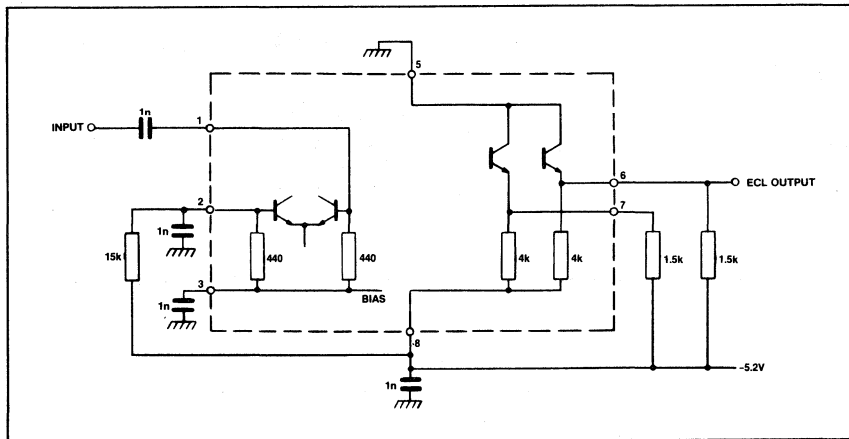 5
1n
INPUT
1
6
ECL OUTPUT
2
7
1n
15k
440
440
4k
4k
1.5k
1.5k
3
1n
BIAS
8
-5.2V
1n